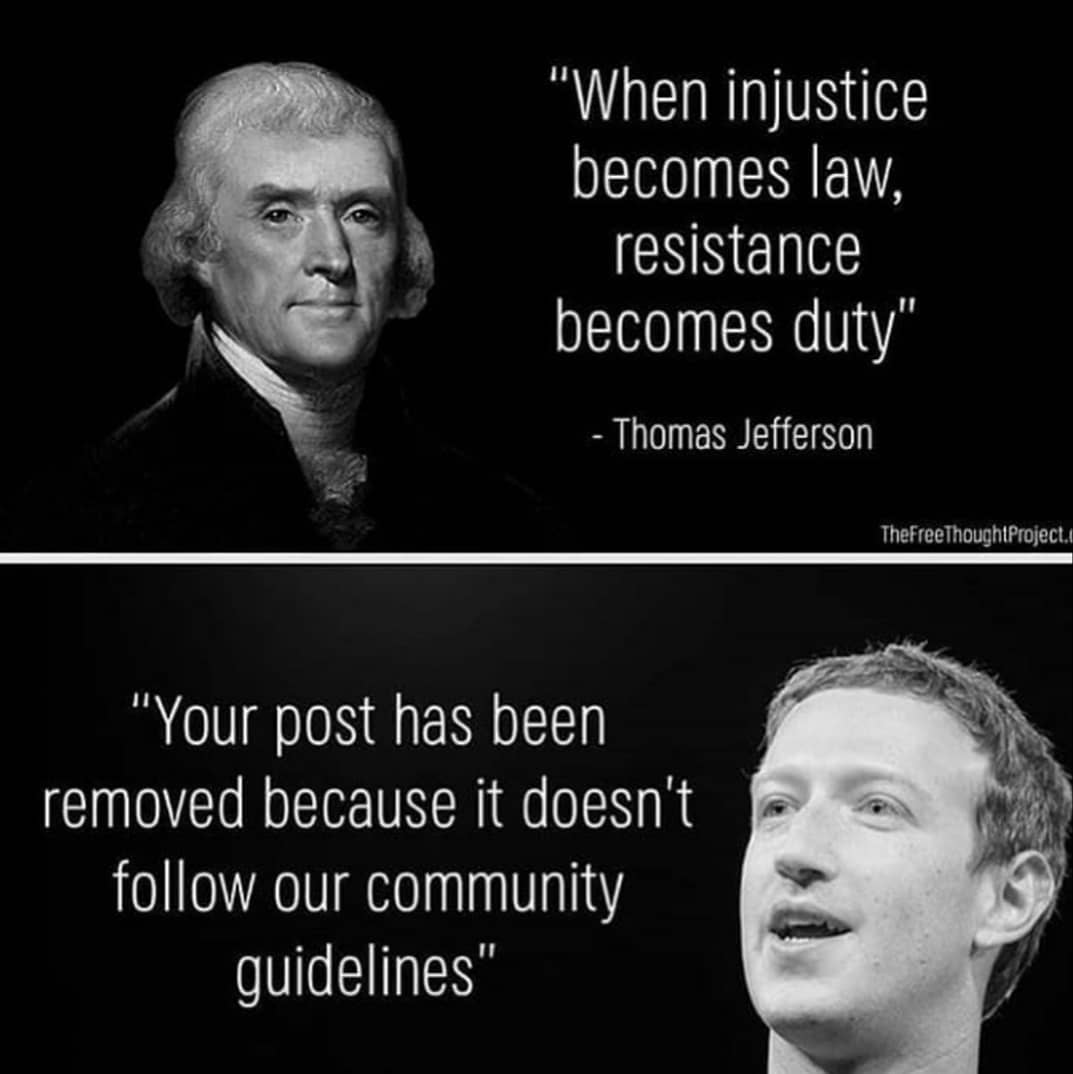 "When injustice
becomes law,
resistance
becomes duty"
- Thomas Jefferson
TheFreeThoughtProject.
"Your post has been
removed because it doesn't
follow our community
guidelines"